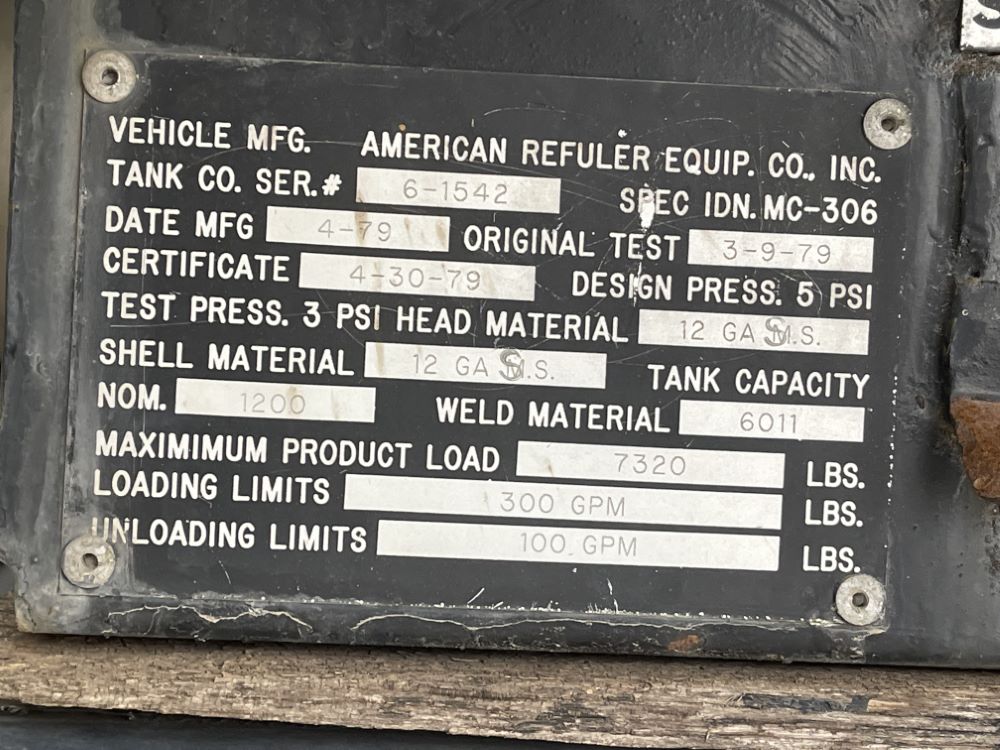 VEHICLE MFG. AMERICAN REFULER EQUIP. CO., INC.
TANK CO. SER.# 6-1542 SPEC IDN. MC-306
DATE MFG 4-79 ORIGINAL TEST 3-9-79
CERTIFICATE 4-30-79 DESIGN PRESS. 5 PSI
TEST PRESS. 3 PSI HEAD MATERIAL 12 GA M.S.
SHELL MATERIAL 12 GA M.S. TANK CAPACITY
NOM. 1200 WELD MATERIAL 6011
MAXIMIMUM PRODUCT LOAD 7320 LBS.
LOADING LIMITS 300 GPM LBS.
UNLOADING LIMITS 100 GPM LBS.